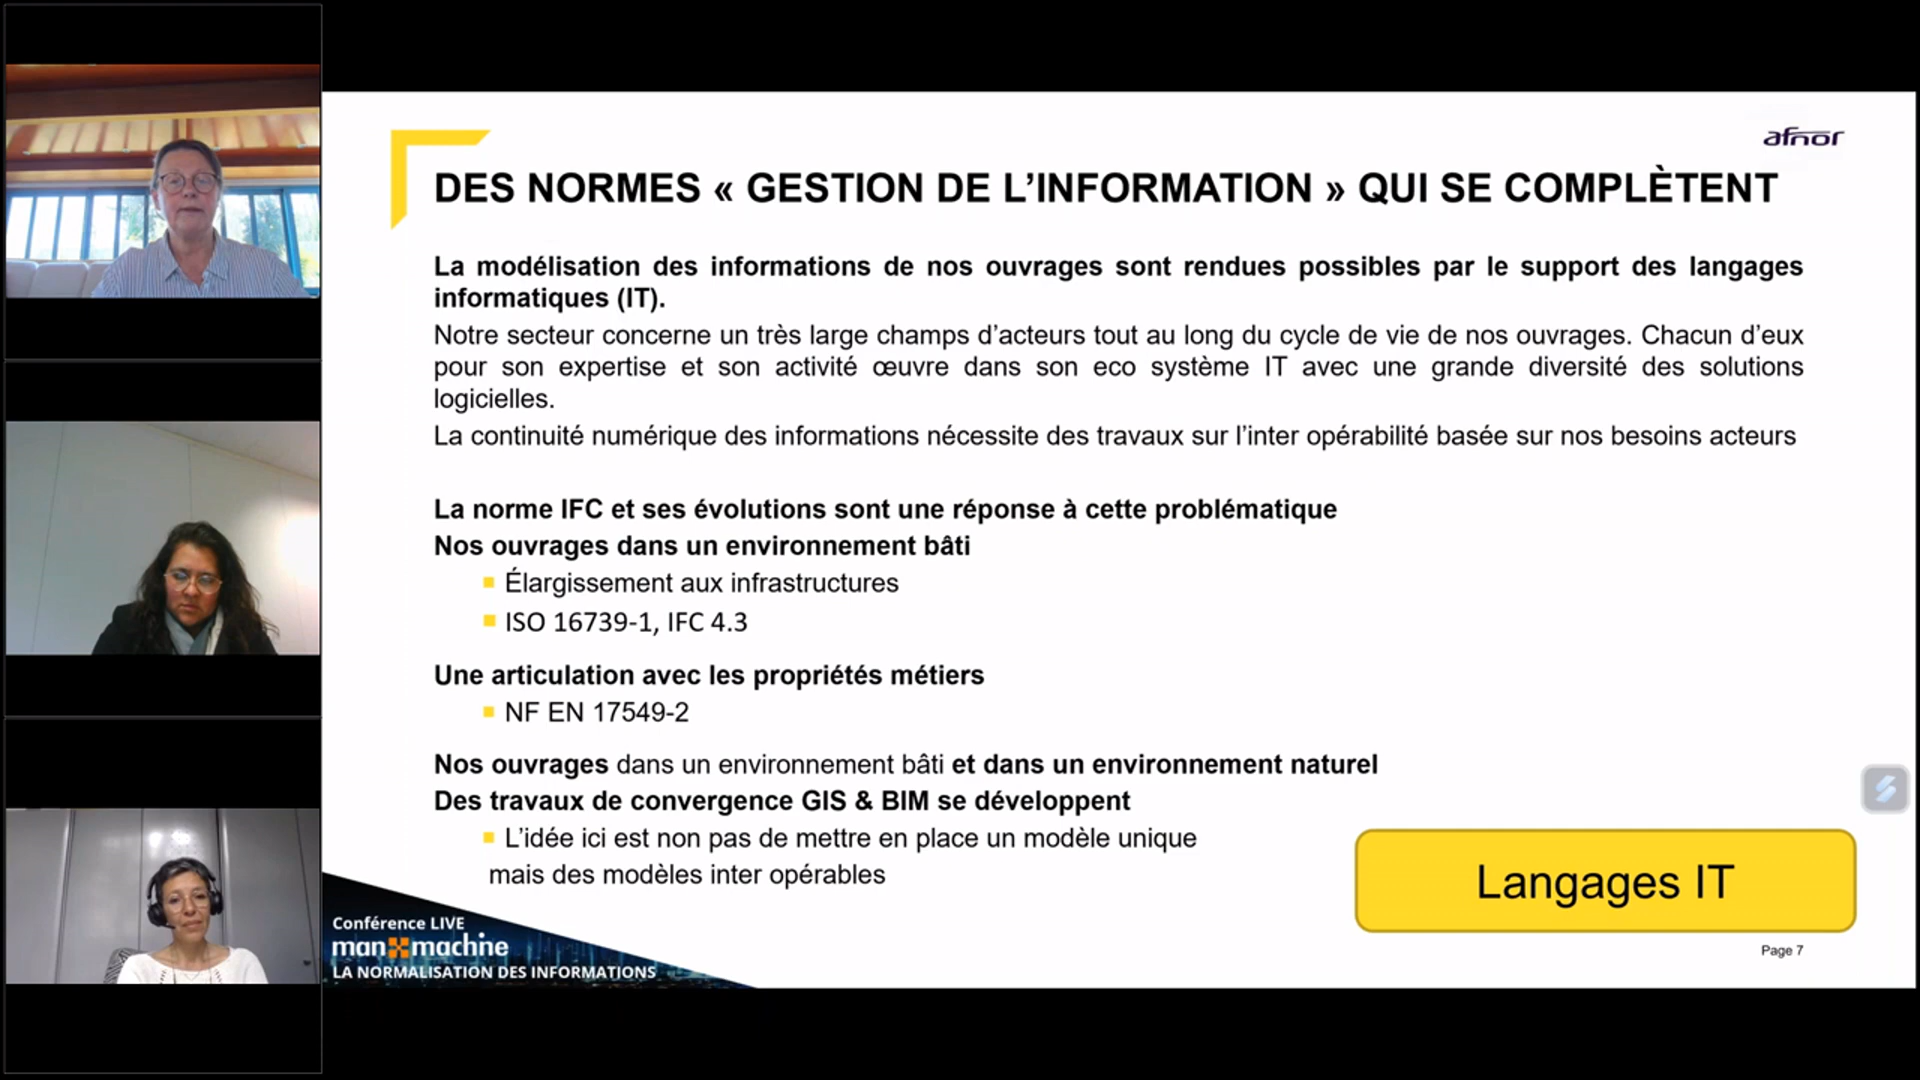 afnor
DES NORMES « GESTION DE L’INFORMATION » QUI SE COMPLÈTENT
La modélisation des informations de nos ouvrages sont rendues possibles par le support des langages
informatiques (IT).
Notre secteur concerne un très large champs d’acteurs tout au long du cycle de vie de nos ouvrages. Chacun d’eux
pour son expertise et son activité œuvre dans son eco système IT avec une grande diversité des solutions
logicielles.
La continuité numérique des informations nécessite des travaux sur l’inter opérabilité basée sur nos besoins acteurs
La norme IFC et ses évolutions sont une réponse à cette problématique
Nos ouvrages dans un environnement bâti
Élargissement aux infrastructures
ISO 16739-1, IFC 4.3
Une articulation avec les propriétés métiers
NF EN 17549-2
Nos ouvrages dans un environnement bâti et dans un environnement naturel
Des travaux de convergence GIS & BIM se développent
L’idée ici est non pas de mettre en place un modèle unique
mais des modèles inter opérables
Langages IT
Conférence LIVE
man machine
LA NORMALISATION DES INFORMATIONS
Page 7